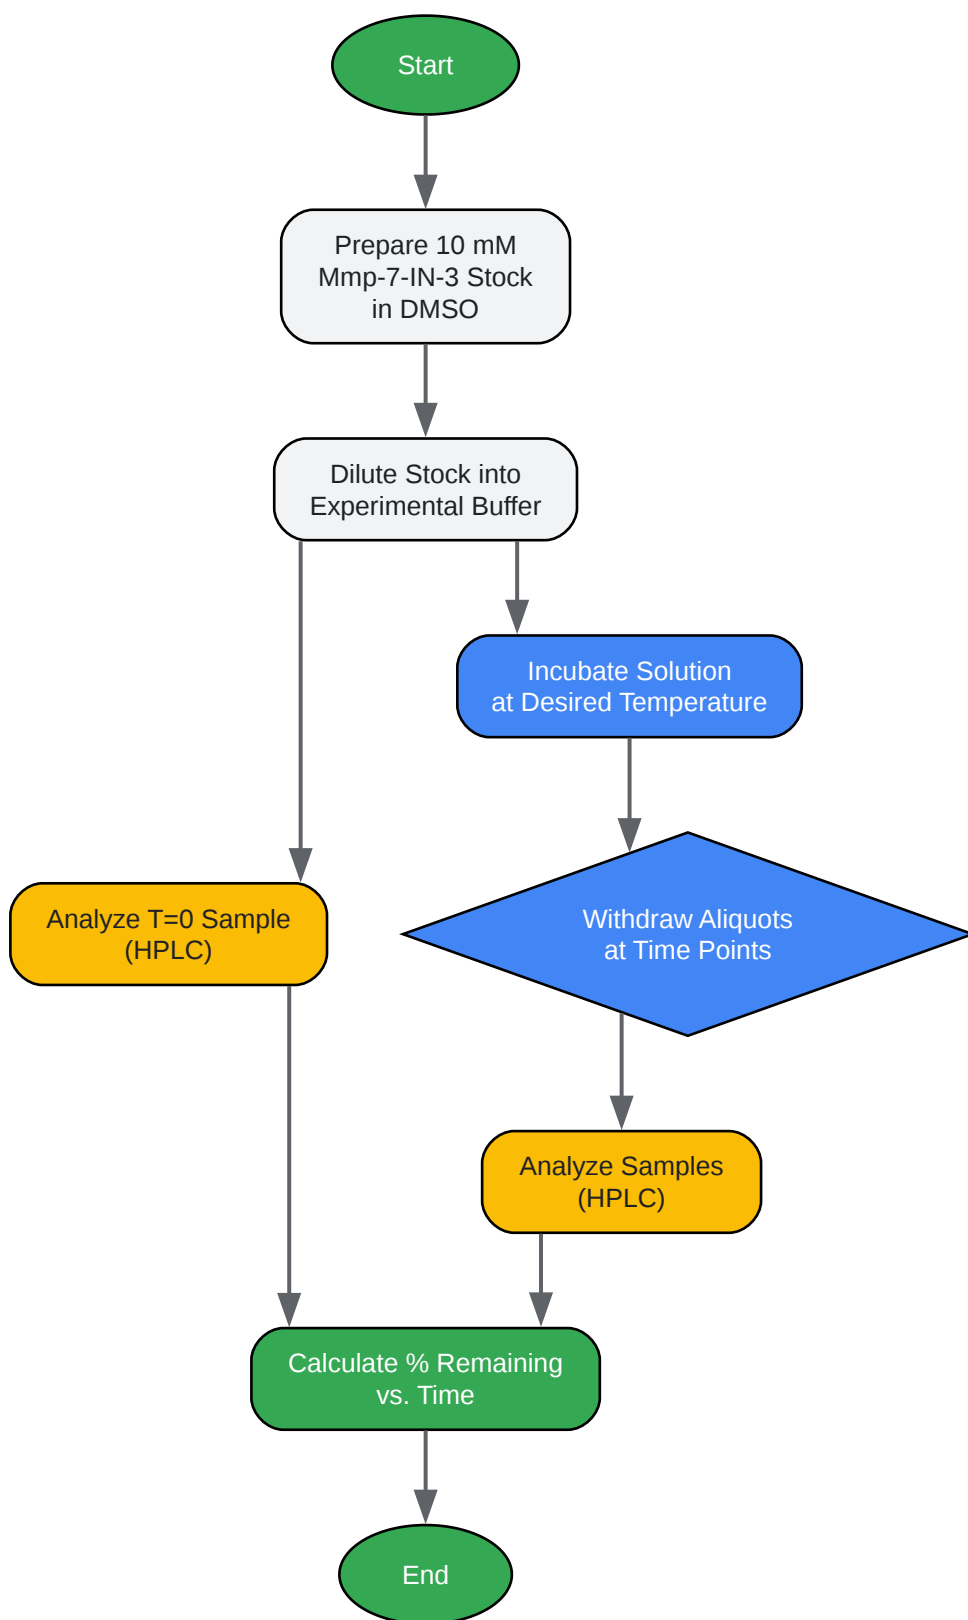 Start
Prepare 10 mM
Mmp-7-IN-3 Stock
in DMSO
Dilute Stock into
Experimental Buffer
Incubate Solution
at Desired Temperature
Analyze T=0 Sample
(HPLC)
Withdraw Aliquots
at Time Points
Analyze Samples
(HPLC)
Calculate % Remaining
vs. Time
End